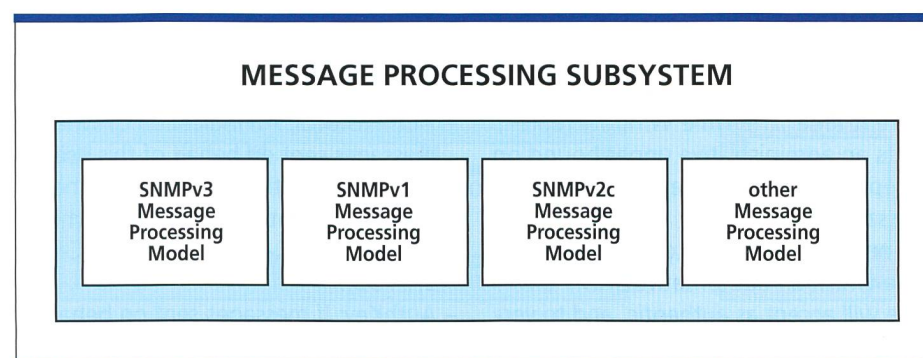 MESSAGE PROCESSING SUBSYSTEM
SNMPv3
Message
Processing
Model
SNMPv1
Message
Processing
Model
SNMPv2c
Message
Processing
Model
other
Message
Processing
Model